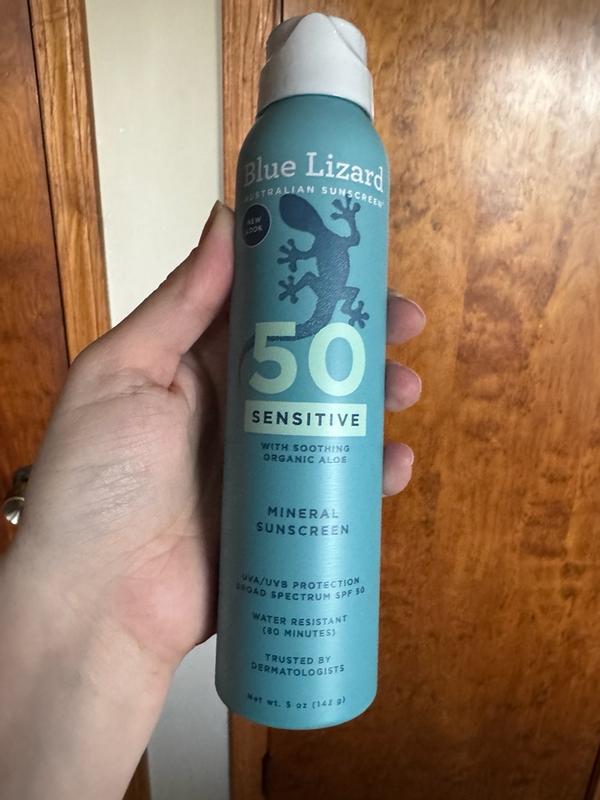 Blue Lizard
AUSTRALIAN SUNSCREEN
NEW
LOOK
50
SENSITIVE
WITH SOOTHING
ORGANIC ALOE
MINERAL
SUNSCREEN
UVA/UVB PROTECTION
BROAD SPECTRUM SPF 50
WATER RESISTANT
(80 MINUTES)
TRUSTED BY
DERMATOLOGISTS
Net wt. 5 oz (142 g)